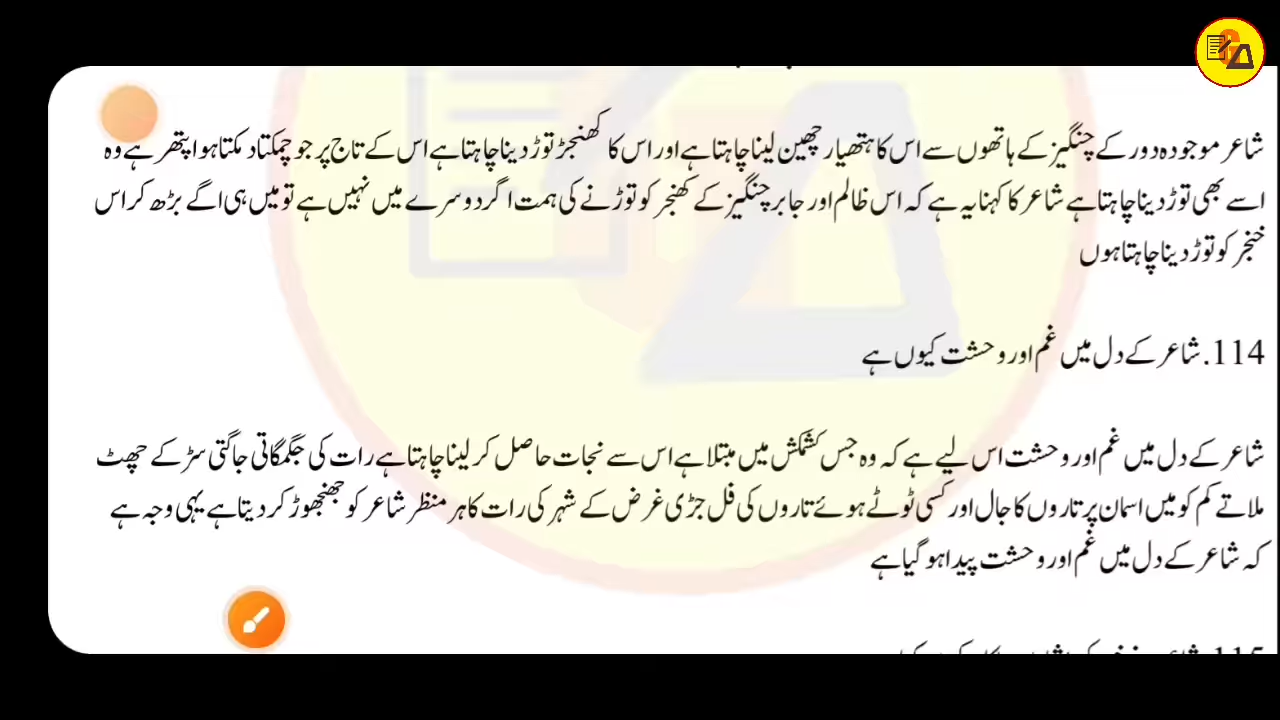 شاعر موجودہ دور کے چنگیز کے ہاتھوں سے اس کا ہتھیار چھین لینا چاہتا ہے اور اس کا کھنجڑ توڑ دینا چاہتا ہے اس کے تاج پر جو چمکتا دمکتا ہوا پتھر ہے وہ
اسے بھی توڑ دینا چاہتا ہے شاعر کا کہنا یہ ہے کہ اس ظالم اور جابر چنگیز کے کھنجر کو توڑنے کی ہمت اگر دوسرے میں نہیں ہے تو میں ہی اگے بڑھ کر اس
خنجر کو توڑ دینا چاہتا ہوں
114. شاعر کے دل میں غم اور وحشت کیوں ہے
شاعر کے دل میں غم اور وحشت اس لیے ہے کہ وہ جس کشمکش میں مبتلا ہے اس سے نجات حاصل کر لینا چاہتا ہے رات کی جگمگاتی جاگتی سڑ کے جھٹ
ملاتے کم کو میں اسمان پر تاروں کا جال اور کسی ٹوٹے ہوئے تاروں کی فل جڑی غرض کے شہر کی رات کا ہر منظر شاعر کو جھنجھوڑ کر دیتا ہے یہی وجہ ہے
کہ شاعر کے دل میں غم اور وحشت پیدا ہو گیا ہے